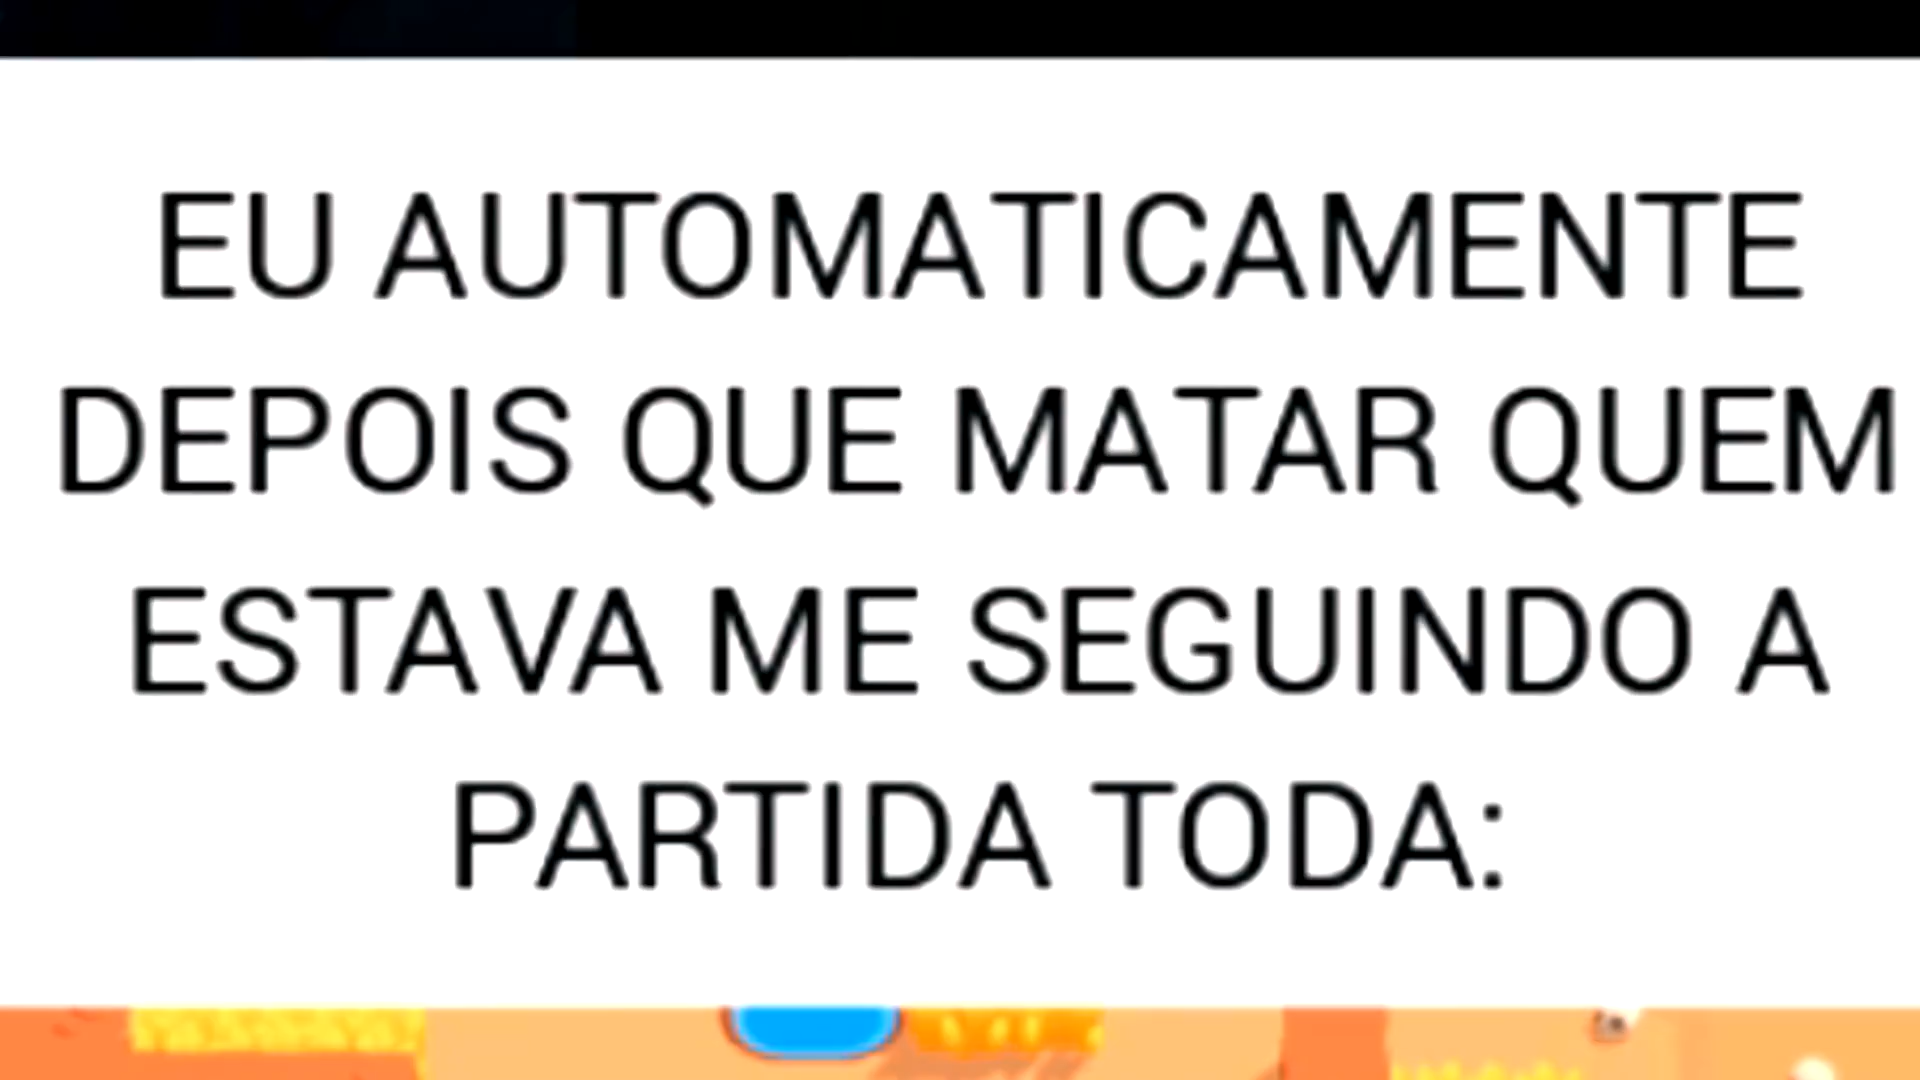 EU AUTOMATICAMENTE
DEPOIS QUE MATAR QUEM
ESTAVA ME SEGUINDO A
PARTIDA TODA: